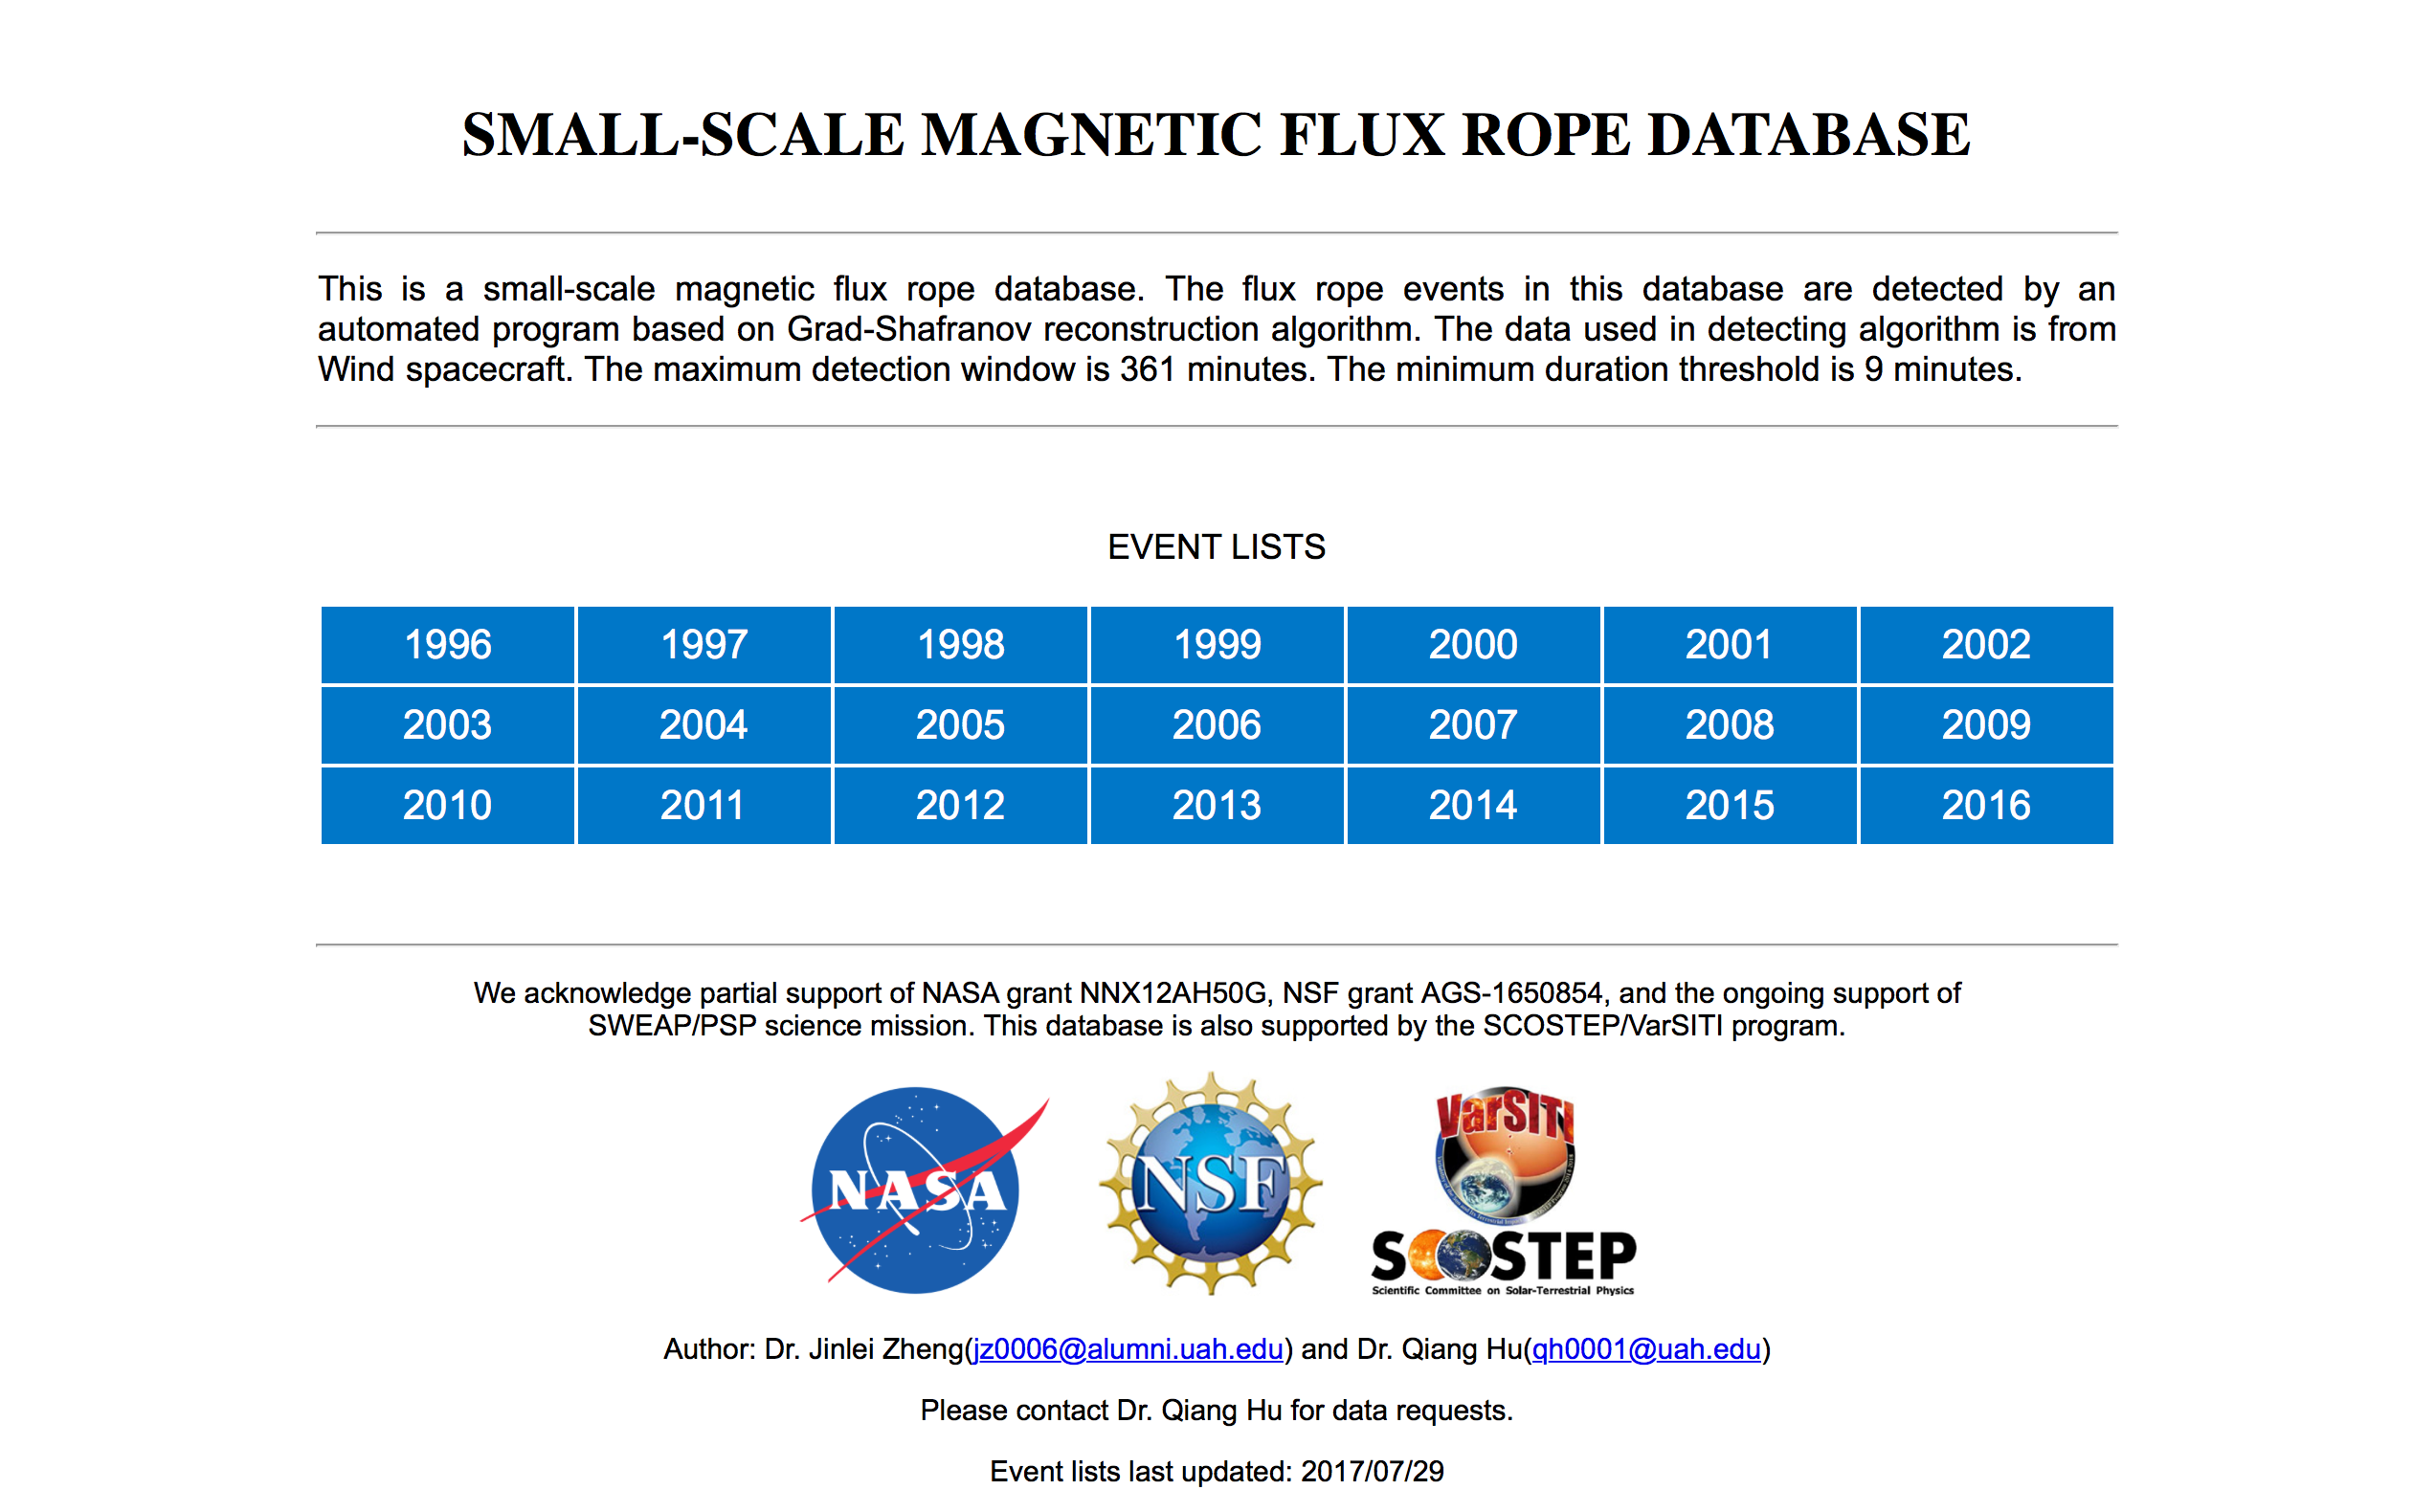 SMALL-SCALE MAGNETIC FLUX ROPE DATABASE
This is a small-scale magnetic flux rope database. The flux rope events in this database are detected by an
automated program based on Grad-Shafranov reconstruction algorithm. The data used in detecting algorithm is from
Wind spacecraft. The maximum detection window is 361 minutes. The minimum duration threshold is 9 minutes.
EVENT LISTS
1996 1997 1998 1999 2000 2001 2002
2003 2004 2005 2006 2007 2008 2009
2010 2011 2012 2013 2014 2015 2016
We acknowledge partial support of NASA grant NNX12AH50G, NSF grant AGS-1650854, and the ongoing support of
SWEAP/PSP science mission. This database is also supported by the SCOSTEP/VarSITI program.
NASA
NSF
VarSITI
SCOSTEP
Scientific Committee on Solar-Terrestrial Physics
Author: Dr. Jinlei Zheng(jz0006@alumni.uah.edu) and Dr. Qiang Hu(qh0001@uah.edu)
Please contact Dr. Qiang Hu for data requests.
Event lists last updated: 2017/07/29